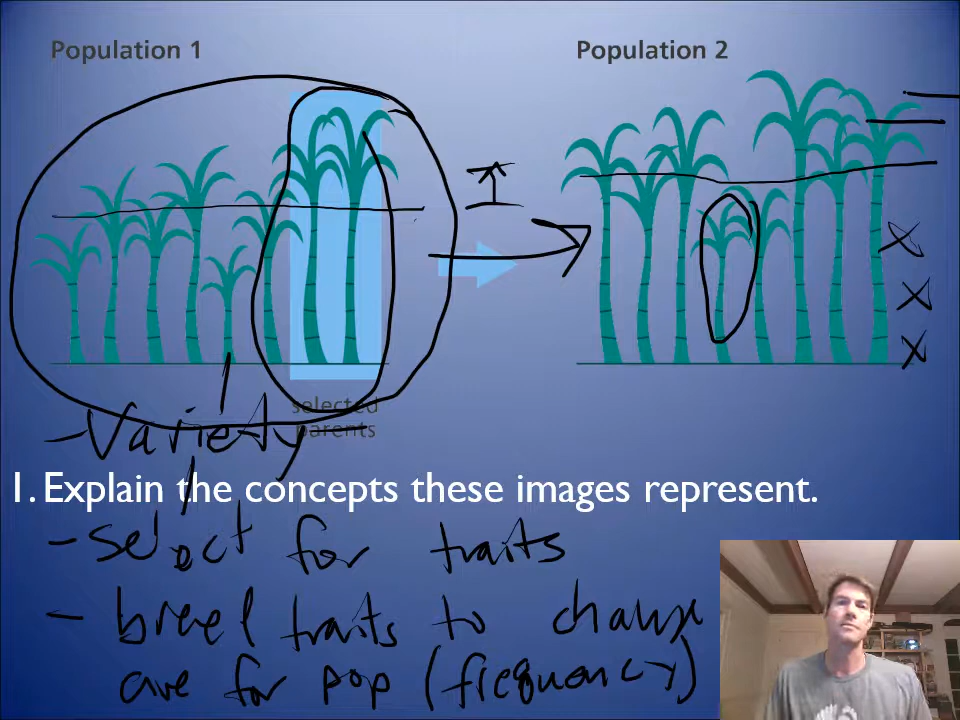 Population 1 Population 2
selected
parents
- Variety
1. Explain the concepts these images represent.
- select for traits
- breed traits to change
ave for pop (frequency)
x
x
x